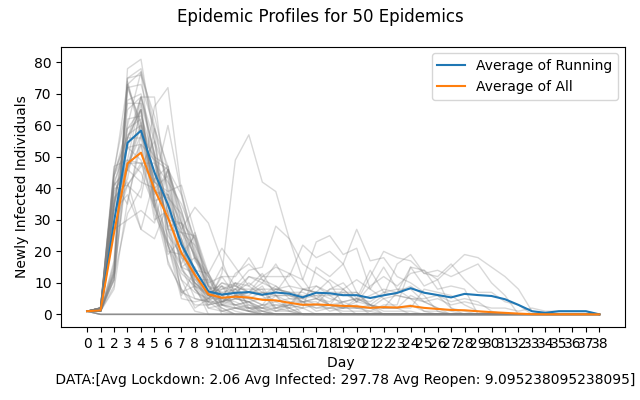 Epidemic Profiles for 50 Epidemics
Average of Running
Average of All
80
70
60
50
40
30
20
10
0
Newly Infected Individuals
0 1 2 3 4 5 6 7 8 9 10 11 12 13 14 15 16 17 18 19 20 21 22 23 24 25 26 27 28 29 30 31 32 33 34 35 36 37 38
Day
DATA:[Avg Lockdown: 2.06 Avg Infected: 297.78 Avg Reopen: 9.095238095238095]